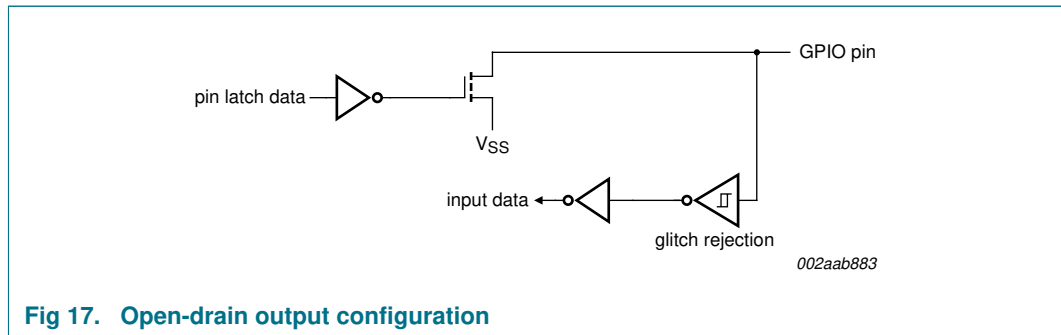 GPIO pin
pin latch data
VSS
input data
glitch rejection
002aab883
Fig 17. Open-drain output configuration